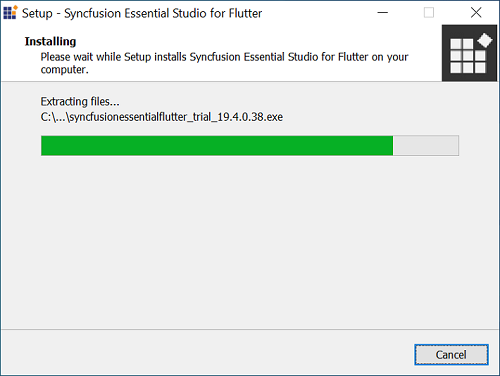 Setup - Syncfusion Essential Studio for Flutter
Installing
Please wait while Setup installs Syncfusion Essential Studio for Flutter on your
computer.
Extracting files...
C:\...\syncfusionessentialflutter_trial_19.4.0.38.exe
Cancel